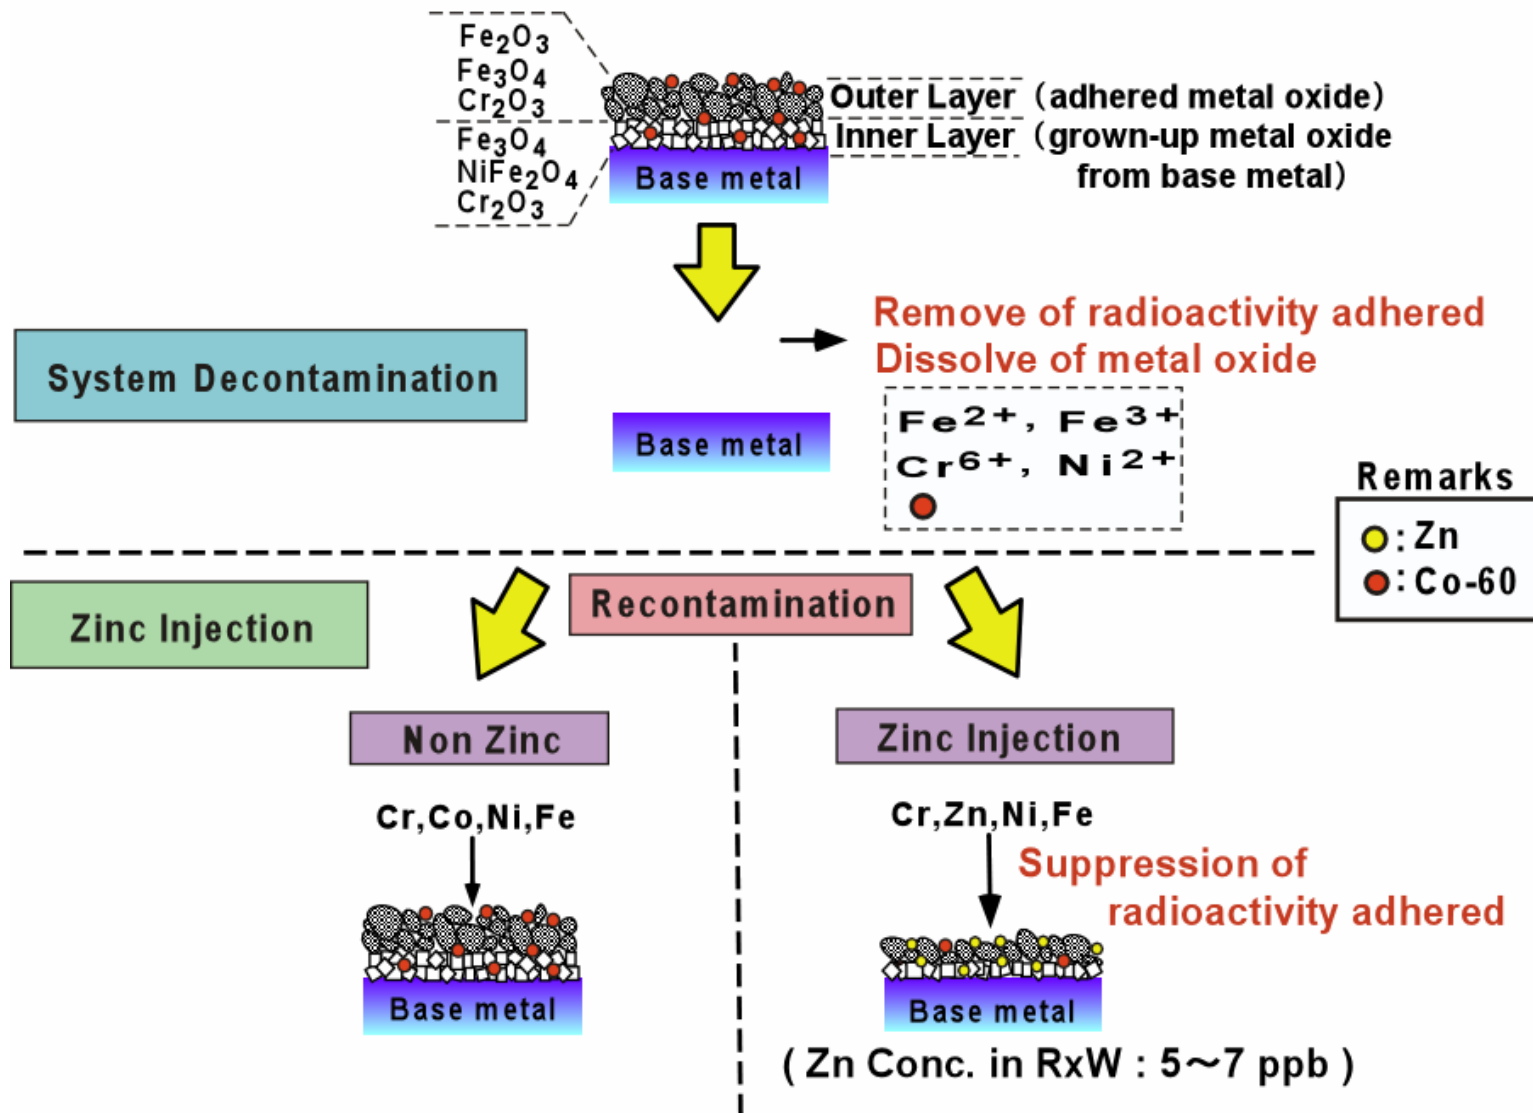 Fe₂O₃
Fe₃O₄
Cr₂O₃
Fe₃O₄
NiFe₂O₄
Cr₂O₃
Outer Layer (adhered metal oxide)
Inner Layer (grown-up metal oxide
from base metal)
Base metal
Remove of radioactivity adhered
Dissolve of metal oxide
System Decontamination
Fe²⁺, Fe³⁺
Cr⁶⁺, Ni²⁺
Base metal
Remarks
: Zn
: Co-60
Recontamination
Zinc Injection
Non Zinc
Zinc Injection
Cr,Co,Ni,Fe
Cr,Zn,Ni,Fe
Suppression of
radioactivity adhered
Base metal
Base metal
( Zn Conc. in RxW : 5～7 ppb )